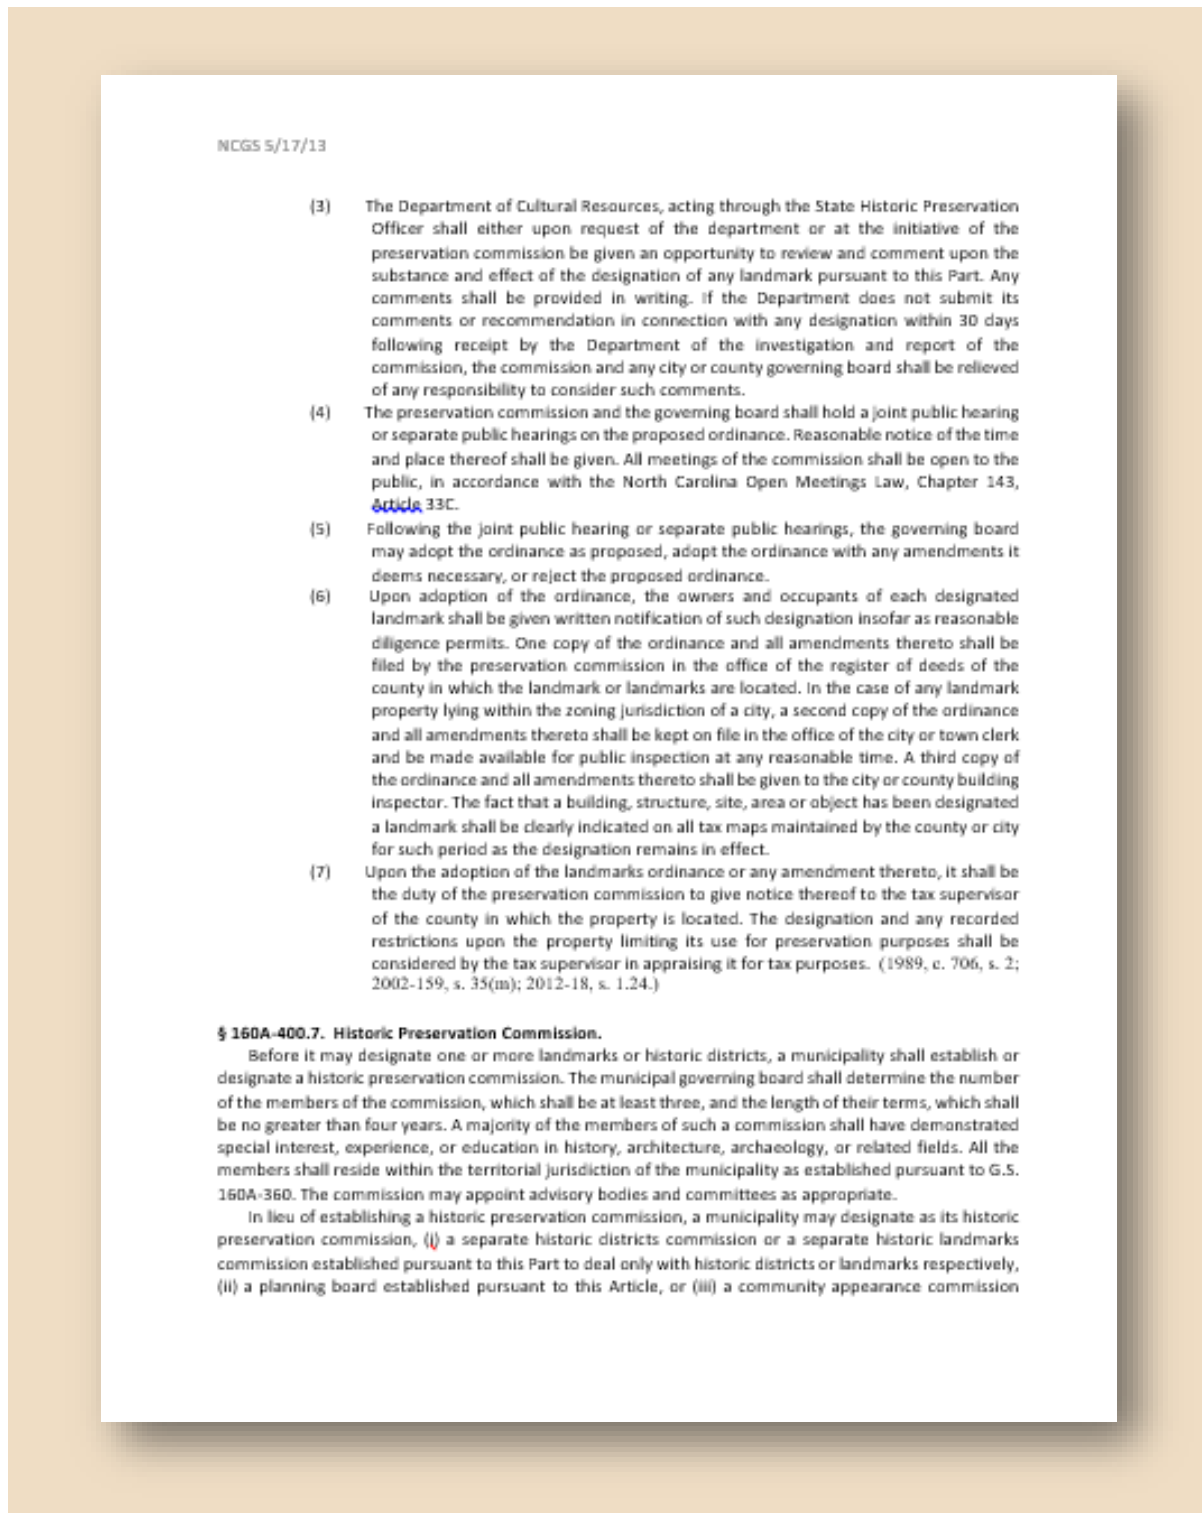 NCGS 5/17/13
(3) The Department of Cultural Resources, acting through the State Historic Preservation
Officer shall either upon request of the department or at the initiative of the
preservation commission be given an opportunity to review and comment upon the
substance and effect of the designation of any landmark pursuant to this Part. Any
comments shall be provided in writing. If the Department does not submit its
comments or recommendation in connection with any designation within 30 days
following receipt by the Department of the investigation and report of the
commission, the commission and any city or county governing board shall be relieved
of any responsibility to consider such comments.
(4) The preservation commission and the governing board shall hold a joint public hearing
or separate public hearings on the proposed ordinance. Reasonable notice of the time
and place thereof shall be given. All meetings of the commission shall be open to the
public, in accordance with the North Carolina Open Meetings Law, Chapter 143,
Article 33C.
(5) Following the joint public hearing or separate public hearings, the governing board
may adopt the ordinance as proposed, adopt the ordinance with any amendments it
deems necessary, or reject the proposed ordinance.
(6) Upon adoption of the ordinance, the owners and occupants of each designated
landmark shall be given written notification of such designation insofar as reasonable
diligence permits. One copy of the ordinance and all amendments thereto shall be
filed by the preservation commission in the office of the register of deeds of the
county in which the landmark or landmarks are located. In the case of any landmark
property lying within the zoning jurisdiction of a city, a second copy of the ordinance
and all amendments thereto shall be kept on file in the office of the city or town clerk
and be made available for public inspection at any reasonable time. A third copy of
the ordinance and all amendments thereto shall be given to the city or county building
inspector. The fact that a building, structure, site, area or object has been designated
a landmark shall be clearly indicated on all tax maps maintained by the county or city
for such period as the designation remains in effect.
(7) Upon the adoption of the landmarks ordinance or any amendment thereto, it shall be
the duty of the preservation commission to give notice thereof to the tax supervisor
of the county in which the property is located. The designation and any recorded
restrictions upon the property limiting its use for preservation purposes shall be
considered by the tax supervisor in appraising it for tax purposes. (1989, c. 706, s. 2;
2002-159, s. 35(m); 2012-18, s. 1.24.)
§ 160A-400.7. Historic Preservation Commission.
Before it may designate one or more landmarks or historic districts, a municipality shall establish or
designate a historic preservation commission. The municipal governing board shall determine the number
of the members of the commission, which shall be at least three, and the length of their terms, which shall
be no greater than four years. A majority of the members of such a commission shall have demonstrated
special interest, experience, or education in history, architecture, archaeology, or related fields. All the
members shall reside within the territorial jurisdiction of the municipality as established pursuant to G.S.
160A-360. The commission may appoint advisory bodies and committees as appropriate.
In lieu of establishing a historic preservation commission, a municipality may designate as its historic
preservation commission, (i) a separate historic districts commission or a separate historic landmarks
commission established pursuant to this Part to deal only with historic districts or landmarks respectively,
(ii) a planning board established pursuant to this Article, or (iii) a community appearance commission